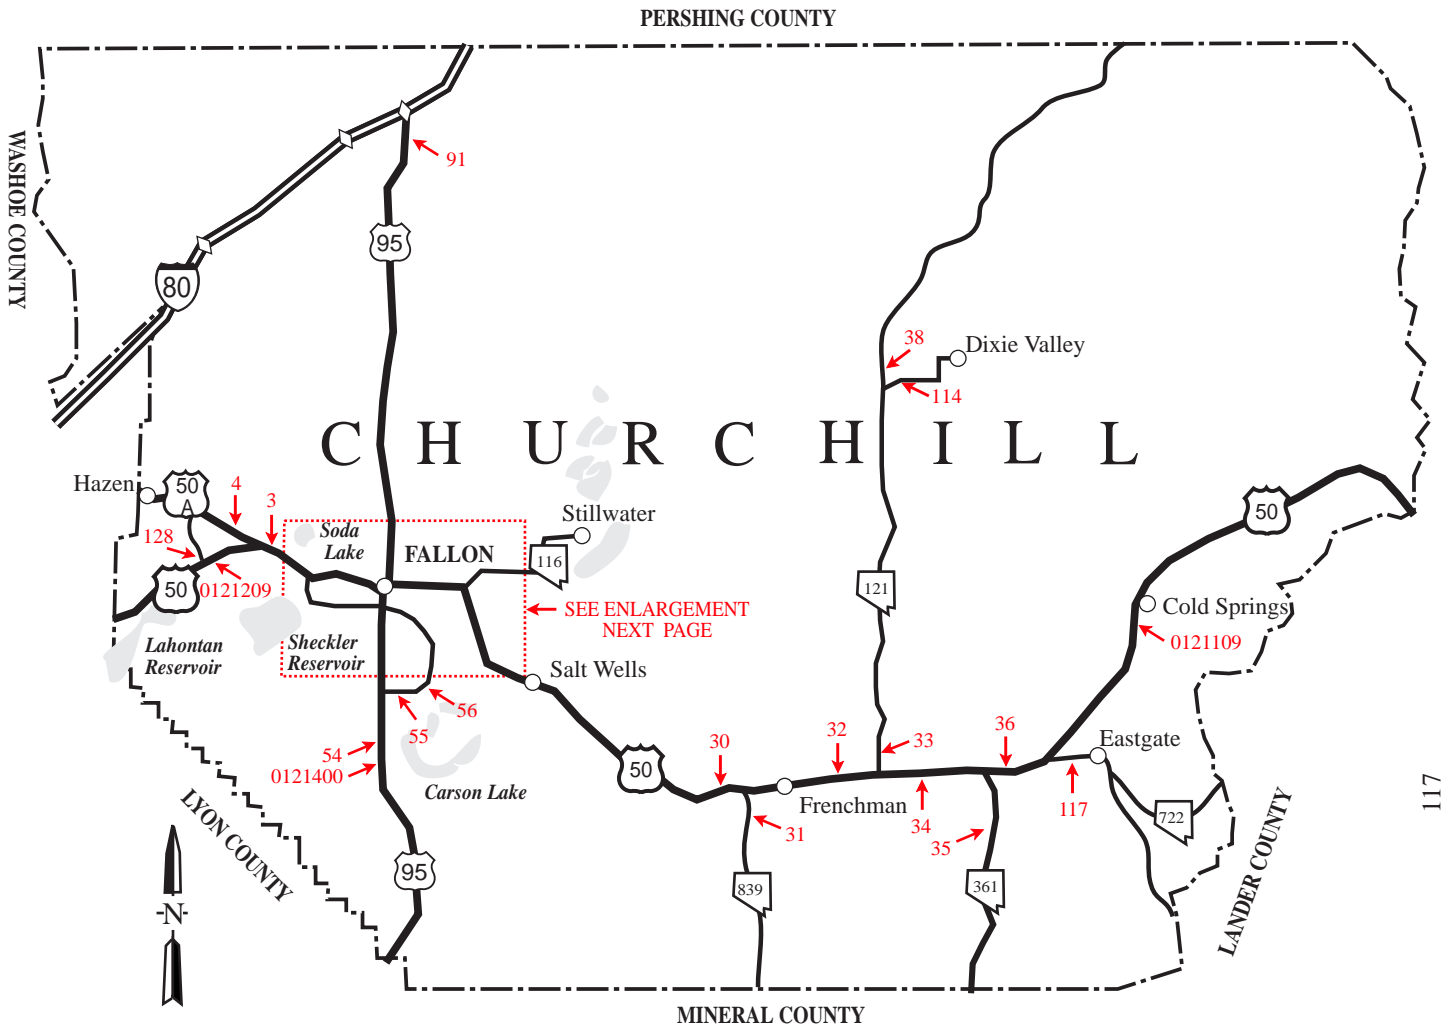 PERSHING COUNTY
WASHOE COUNTY
91
95
80
38
Dixie Valley
114
C H U R C H I L L
Hazen
50
A
4
3
Soda
Lake
FALLON
Stillwater
116
50
128
0121209
50
121
SEE ENLARGEMENT
NEXT PAGE
Cold Springs
0121109
Lahontan
Reservoir
Sheckler
Reservoir
Salt Wells
56
55
54
0121400
30
32
33
36
Eastgate
50
Carson Lake
Frenchman
31
34
35
117
722
117
LYON COUNTY
95
839
361
LANDER COUNTY
N
MINERAL COUNTY